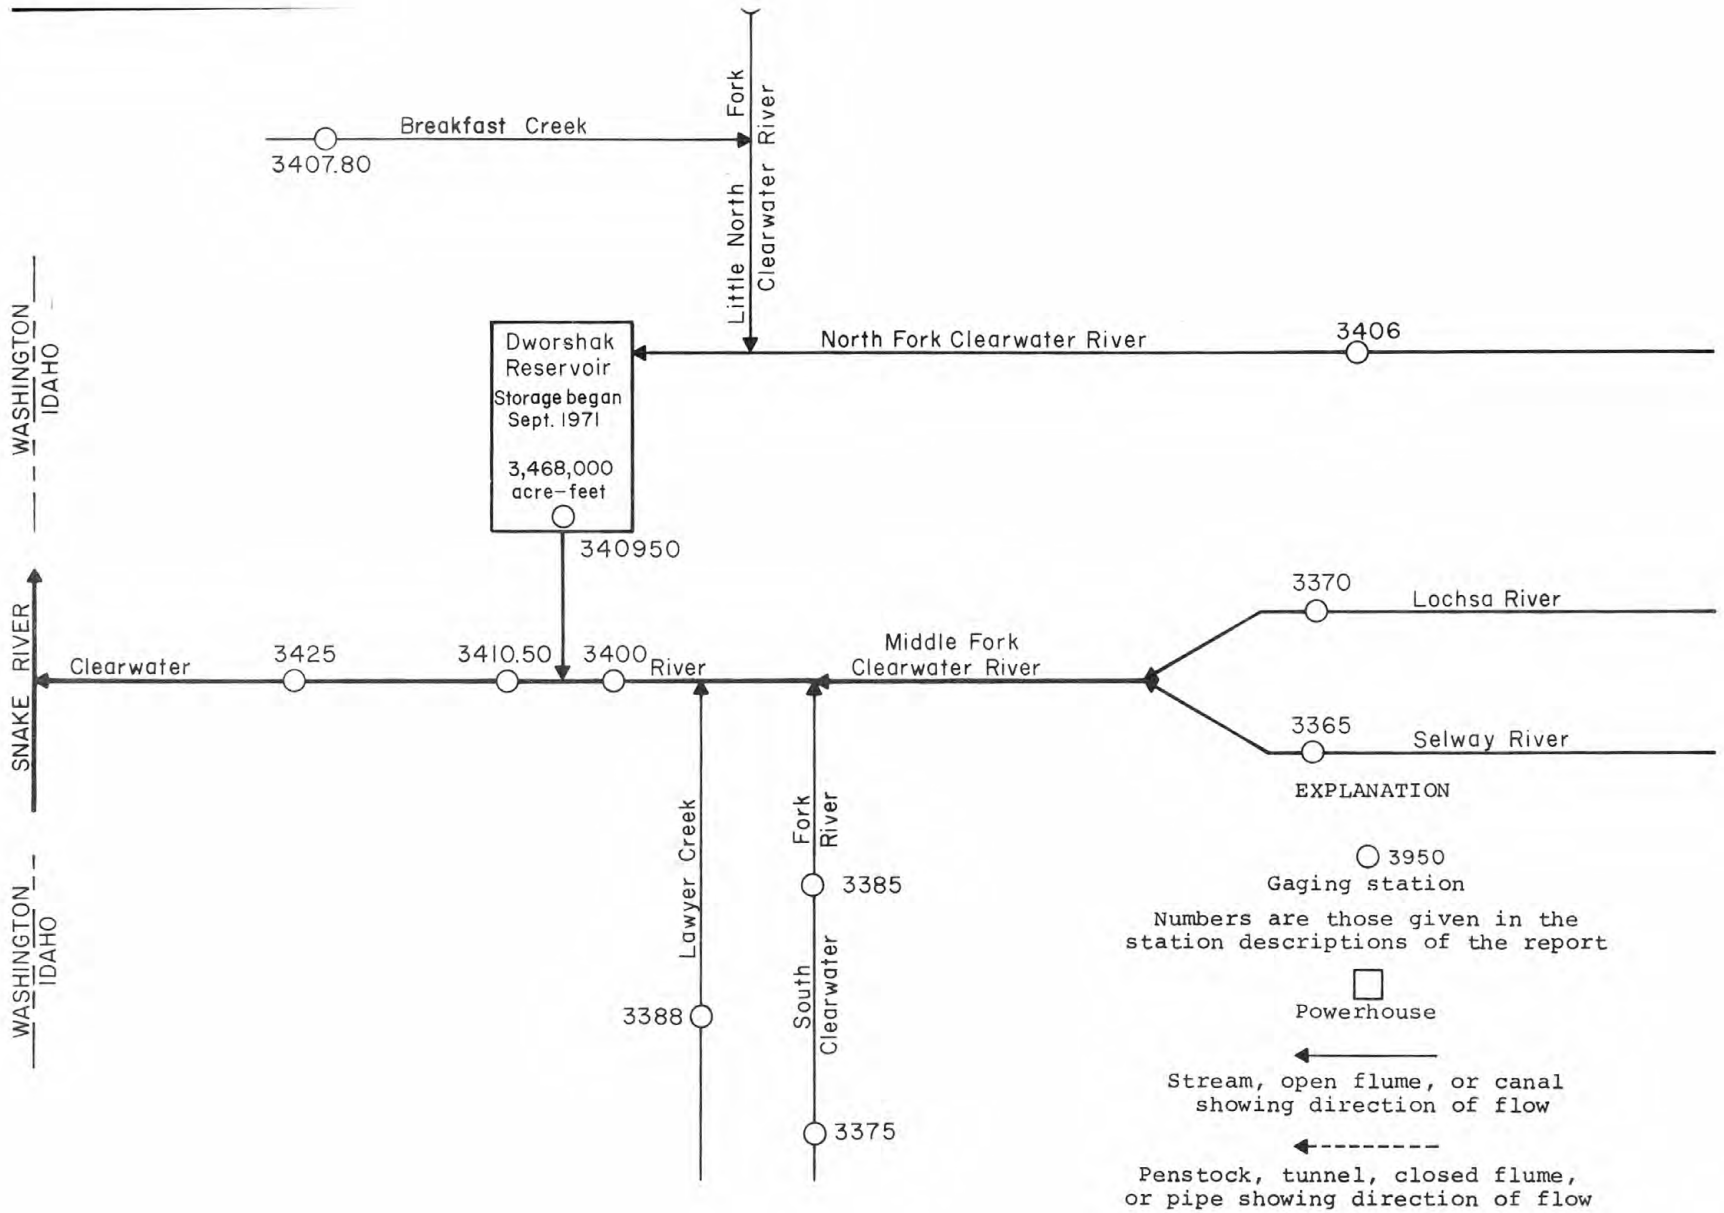 Little North Fork
Clearwater River
Breakfast Creek
3407.80
WASHINGTON
IDAHO
Dworshak
Reservoir
Storage began
Sept. 1971
3,468,000
acre-feet
340950
North Fork Clearwater River
3406
SNAKE RIVER
Clearwater
3425
3410.50
3400
River
Middle Fork
Clearwater River
3370
Lochsa River
3365
Selway River
WASHINGTON
IDAHO
Lawyer Creek
3388
South Fork
Clearwater River
3385
3375
EXPLANATION
3950
Gaging station
Numbers are those given in the
station descriptions of the report
Powerhouse
Stream, open flume, or canal
showing direction of flow
Penstock, tunnel, closed flume,
or pipe showing direction of flow